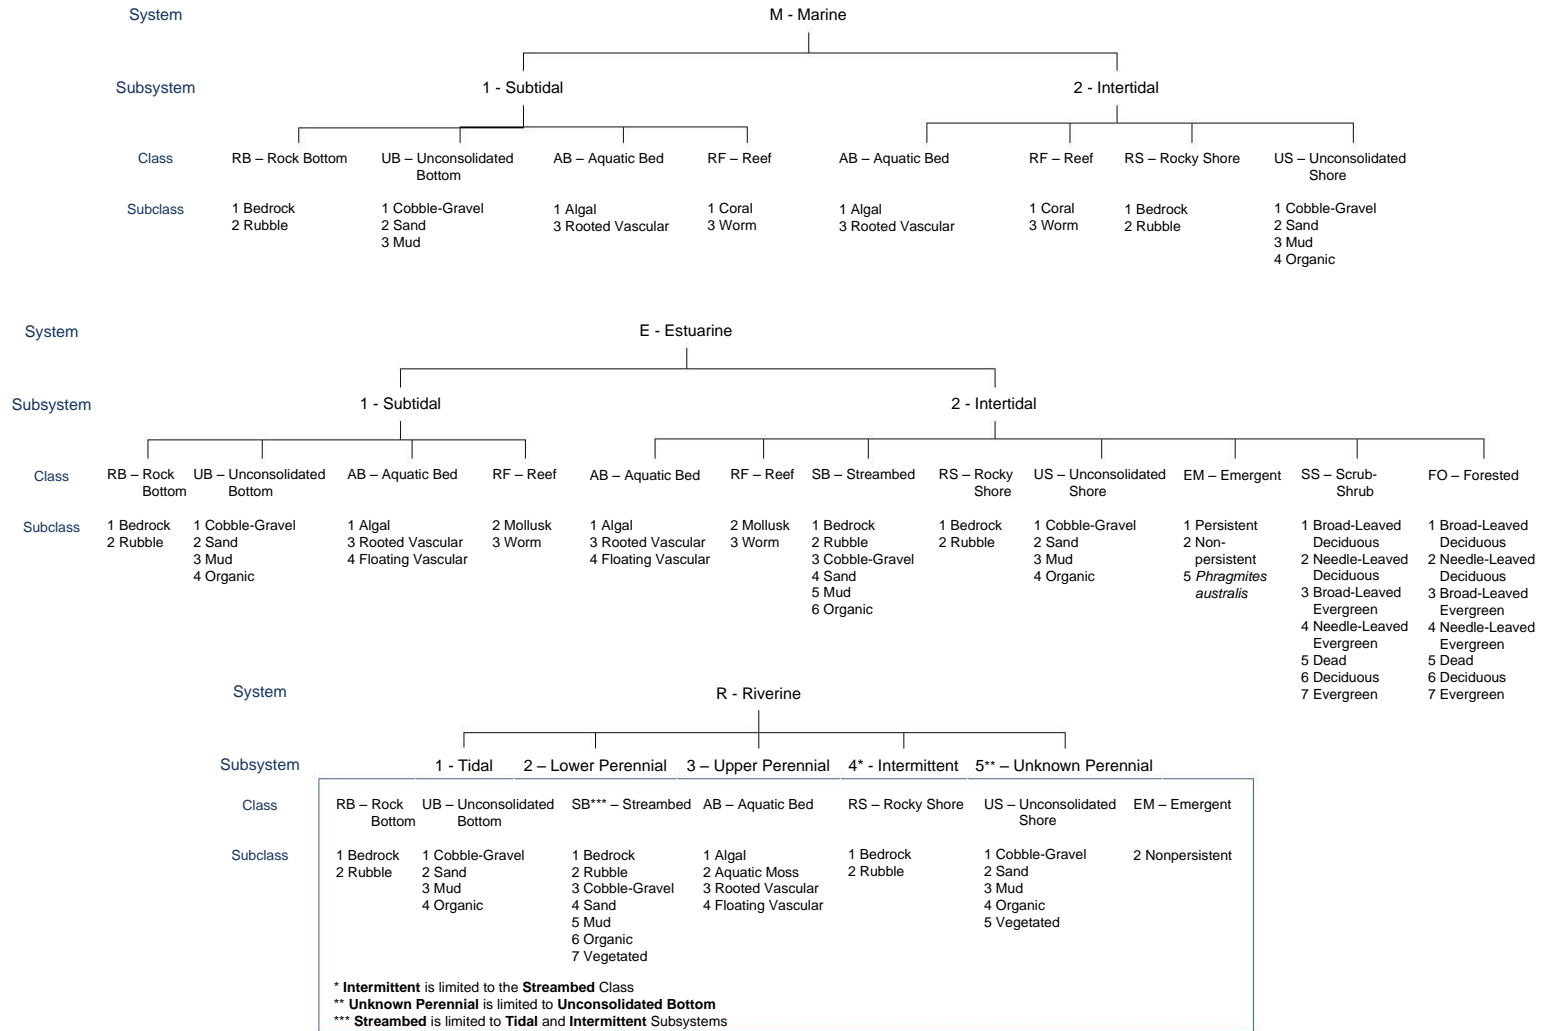 System
M - Marine
Subsystem
1 - Subtidal
2 - Intertidal
Class
RB – Rock Bottom
UB – Unconsolidated
Bottom
AB – Aquatic Bed
RF – Reef
AB – Aquatic Bed
RF – Reef
RS – Rocky Shore
US – Unconsolidated
Shore
Subclass
1 Bedrock
2 Rubble
1 Cobble-Gravel
2 Sand
3 Mud
1 Algal
3 Rooted Vascular
1 Coral
3 Worm
1 Algal
3 Rooted Vascular
1 Coral
3 Worm
1 Bedrock
2 Rubble
1 Cobble-Gravel
2 Sand
3 Mud
4 Organic
System
E - Estuarine
Subsystem
1 - Subtidal
2 - Intertidal
Class
RB – Rock
Bottom
UB – Unconsolidated
Bottom
AB – Aquatic Bed
RF – Reef
AB – Aquatic Bed
RF – Reef
SB – Streambed
RS – Rocky
Shore
US – Unconsolidated
Shore
EM – Emergent
SS – Scrub-
Shrub
FO – Forested
Subclass
1 Bedrock
2 Rubble
1 Cobble-Gravel
2 Sand
3 Mud
4 Organic
1 Algal
3 Rooted Vascular
4 Floating Vascular
2 Mollusk
3 Worm
1 Algal
3 Rooted Vascular
4 Floating Vascular
2 Mollusk
3 Worm
1 Bedrock
2 Rubble
3 Cobble-Gravel
4 Sand
5 Mud
6 Organic
1 Bedrock
2 Rubble
1 Cobble-Gravel
2 Sand
3 Mud
4 Organic
1 Persistent
2 Non-
persistent
5 Phragmites
australis
1 Broad-Leaved
Deciduous
2 Needle-Leaved
Deciduous
3 Broad-Leaved
Evergreen
4 Needle-Leaved
Evergreen
5 Dead
6 Deciduous
7 Evergreen
1 Broad-Leaved
Deciduous
2 Needle-Leaved
Deciduous
3 Broad-Leaved
Evergreen
4 Needle-Leaved
Evergreen
5 Dead
6 Deciduous
7 Evergreen
System
R - Riverine
Subsystem
1 - Tidal
2 – Lower Perennial
3 – Upper Perennial
4* - Intermittent
5** – Unknown Perennial
Class
RB – Rock
Bottom
UB – Unconsolidated
Bottom
SB*** – Streambed
AB – Aquatic Bed
RS – Rocky Shore
US – Unconsolidated
Shore
EM – Emergent
Subclass
1 Bedrock
2 Rubble
1 Cobble-Gravel
2 Sand
3 Mud
4 Organic
1 Bedrock
2 Rubble
3 Cobble-Gravel
4 Sand
5 Mud
6 Organic
7 Vegetated
1 Algal
2 Aquatic Moss
3 Rooted Vascular
4 Floating Vascular
1 Bedrock
2 Rubble
1 Cobble-Gravel
2 Sand
3 Mud
4 Organic
5 Vegetated
2 Nonpersistent
* Intermittent is limited to the Streambed Class
** Unknown Perennial is limited to Unconsolidated Bottom
*** Streambed is limited to Tidal and Intermittent Subsystems